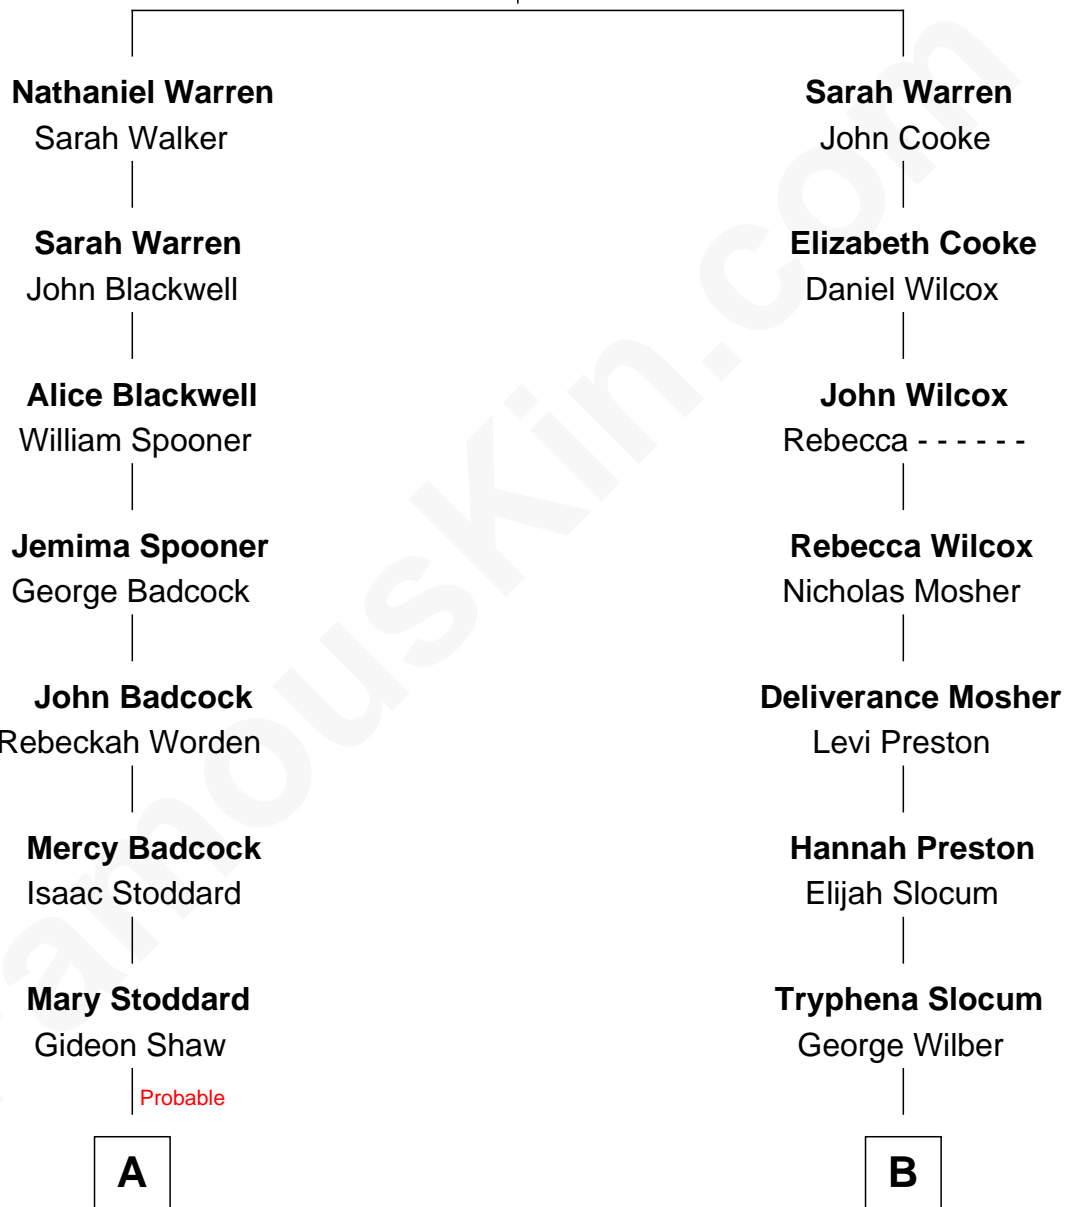 Nathaniel Warren
Sarah Walker
Sarah Warren
John Blackwell
Alice Blackwell
William Spooner
Jemima Spooner
George Badcock
John Badcock
Rebeckah Worden
Mercy Badcock
Isaac Stoddard
Mary Stoddard
Gideon Shaw
Probable
A
Sarah Warren
John Cooke
Elizabeth Cooke
Daniel Wilcox
John Wilcox
Rebecca - - - - - -
Rebecca Wilcox
Nicholas Mosher
Deliverance Mosher
Levi Preston
Hannah Preston
Elijah Slocum
Tryphena Slocum
George Wilber
B
FamousKin.com